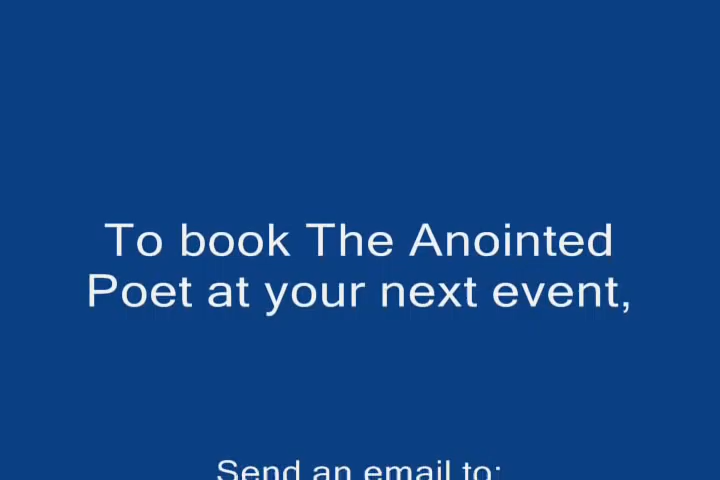 To book The Anointed
Poet at your next event,
Send an email to: